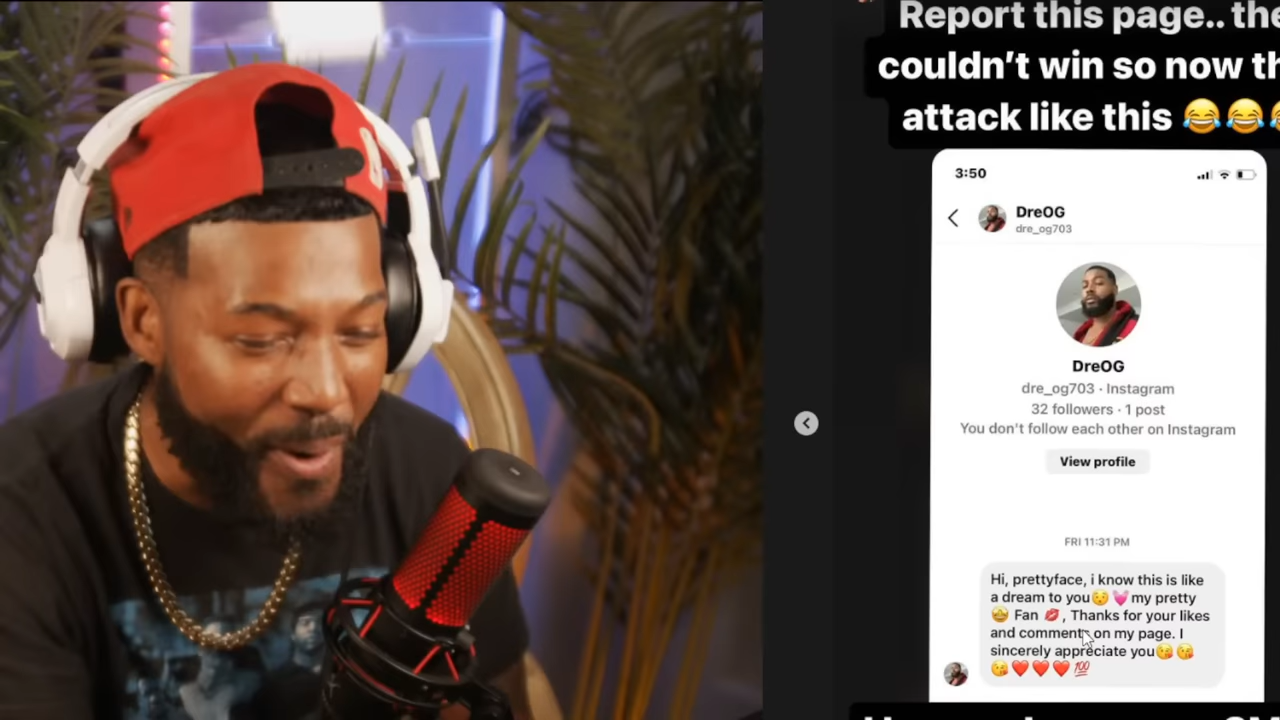 Report this page.. the
couldn't win so now th
attack like this 😂😂😂
3:50
DreOG
dre_og703
DreOG
dre_og703 · Instagram
32 followers · 1 post
You don't follow each other on Instagram
View profile
FRI 11:31 PM
Hi, prettyface, i know this is like
a dream to you😚💓my pretty
🤩 Fan 💋, Thanks for your likes
and comments on my page. I
sincerely appreciate you😘😘
😘❤️❤️❤️💯